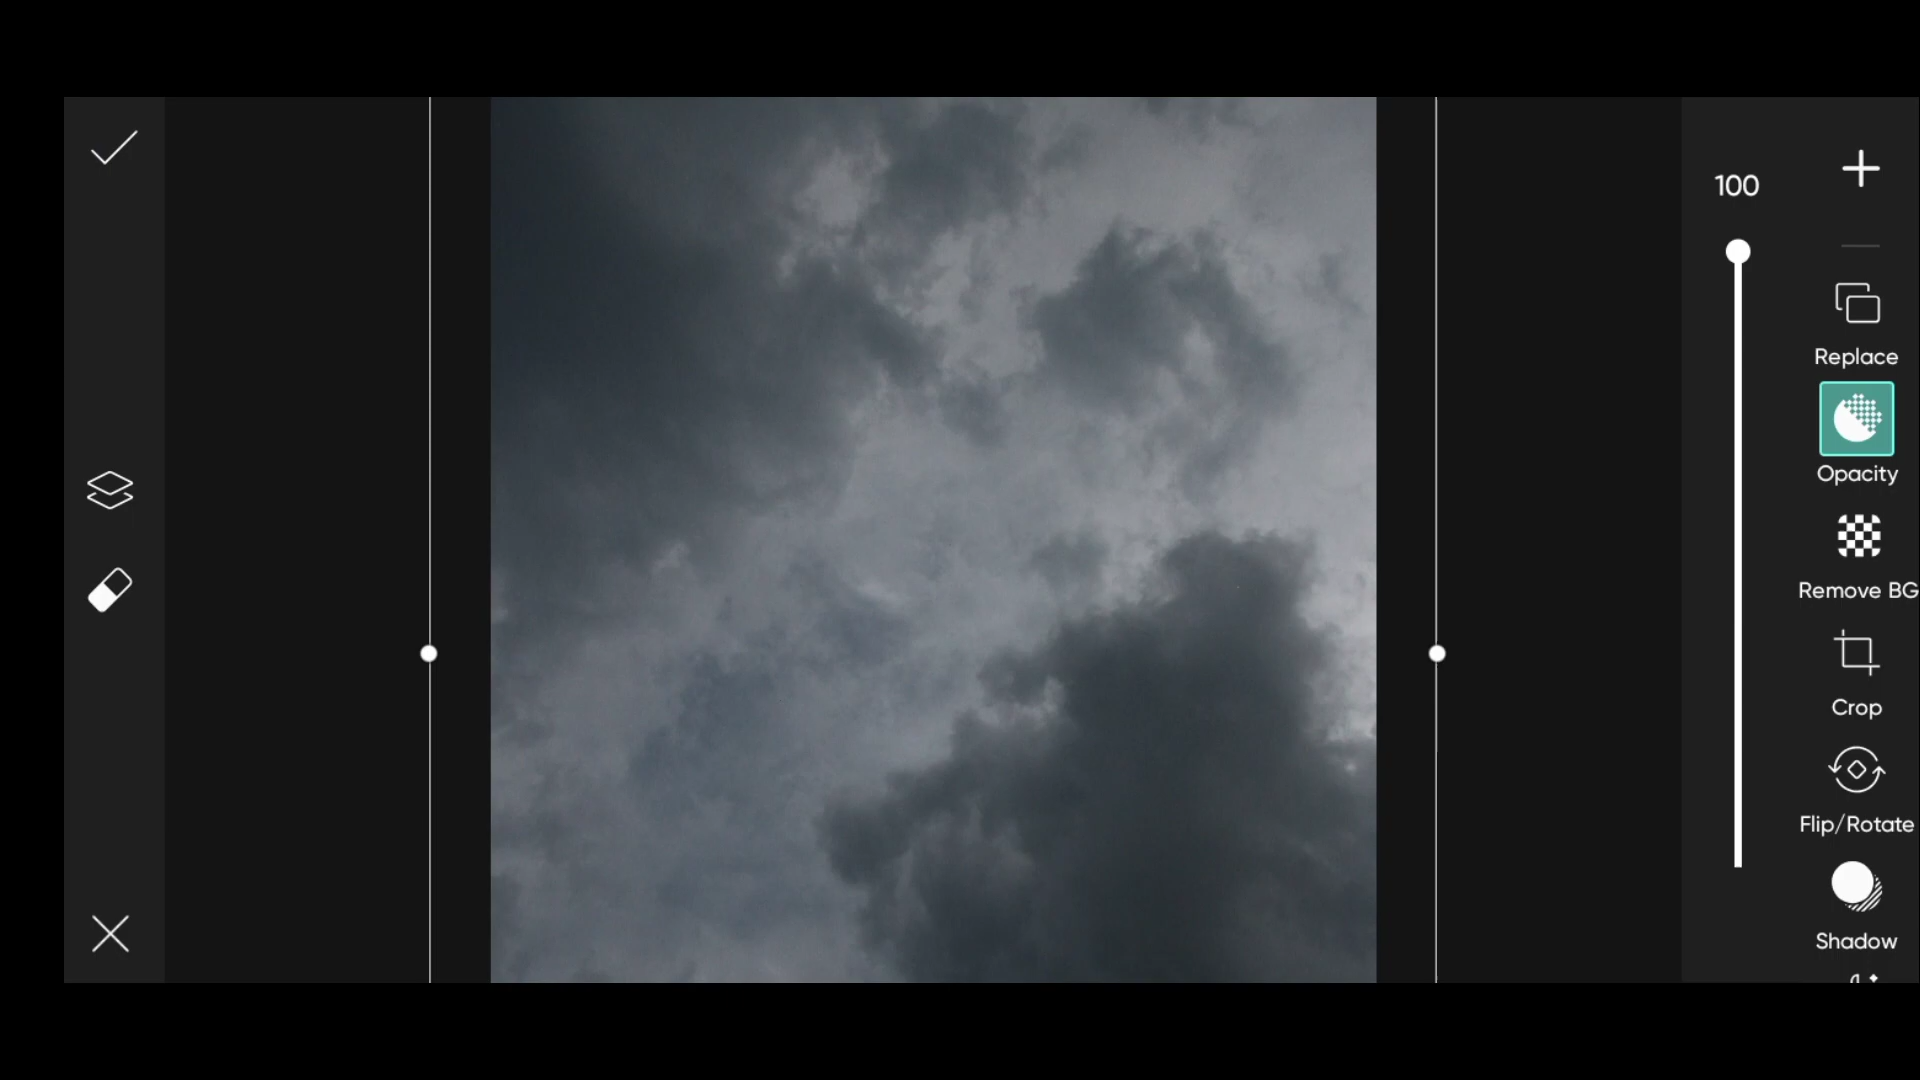 100
Replace
Opacity
Remove BG
Crop
Flip/Rotate
Shadow